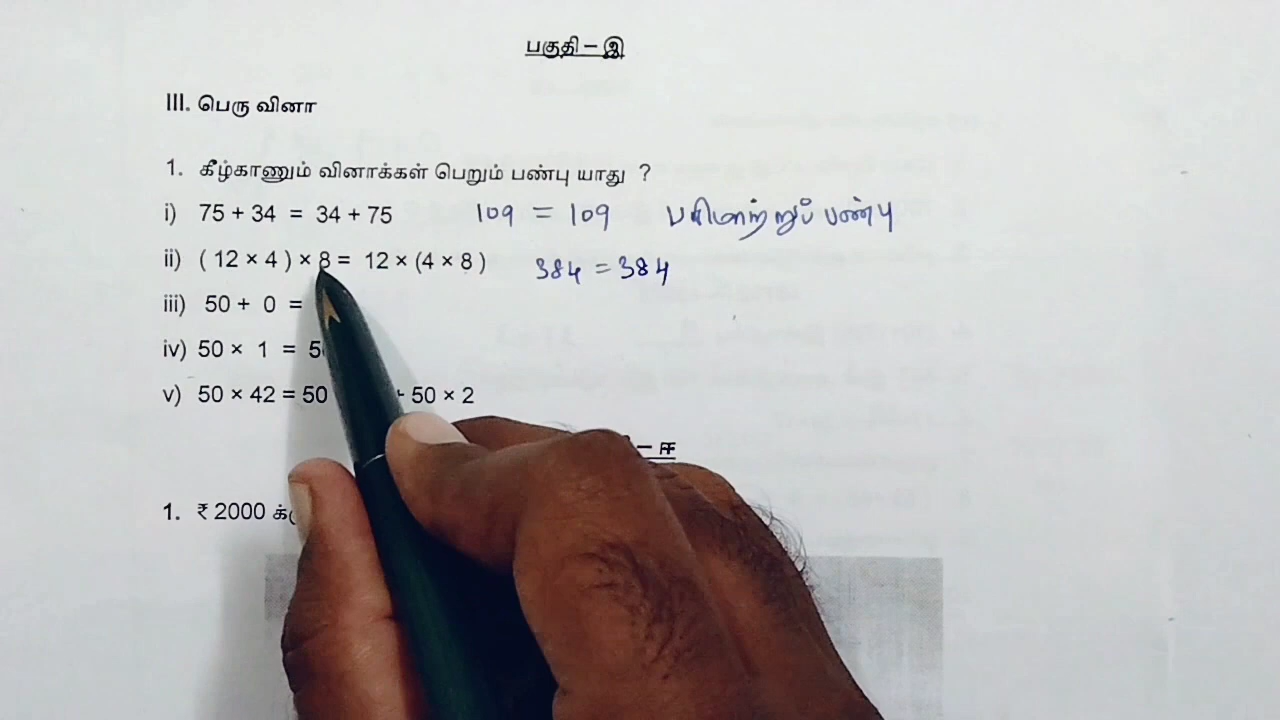 பகுதி – இ
III. பெரு வினா
1. கீழ்காணும் வினாக்கள் பெறும் பண்பு யாது ?
i) 75 + 34 = 34 + 75 109 = 109 பரிமாற்றுப் பண்பு
ii) ( 12 × 4 ) × 8 = 12 × (4 × 8 ) 384 = 384
iii) 50 + 0 =
iv) 50 × 1 =
v) 50 × 42 = 50 + 50 × 2
– ஈ
1. ₹ 2000